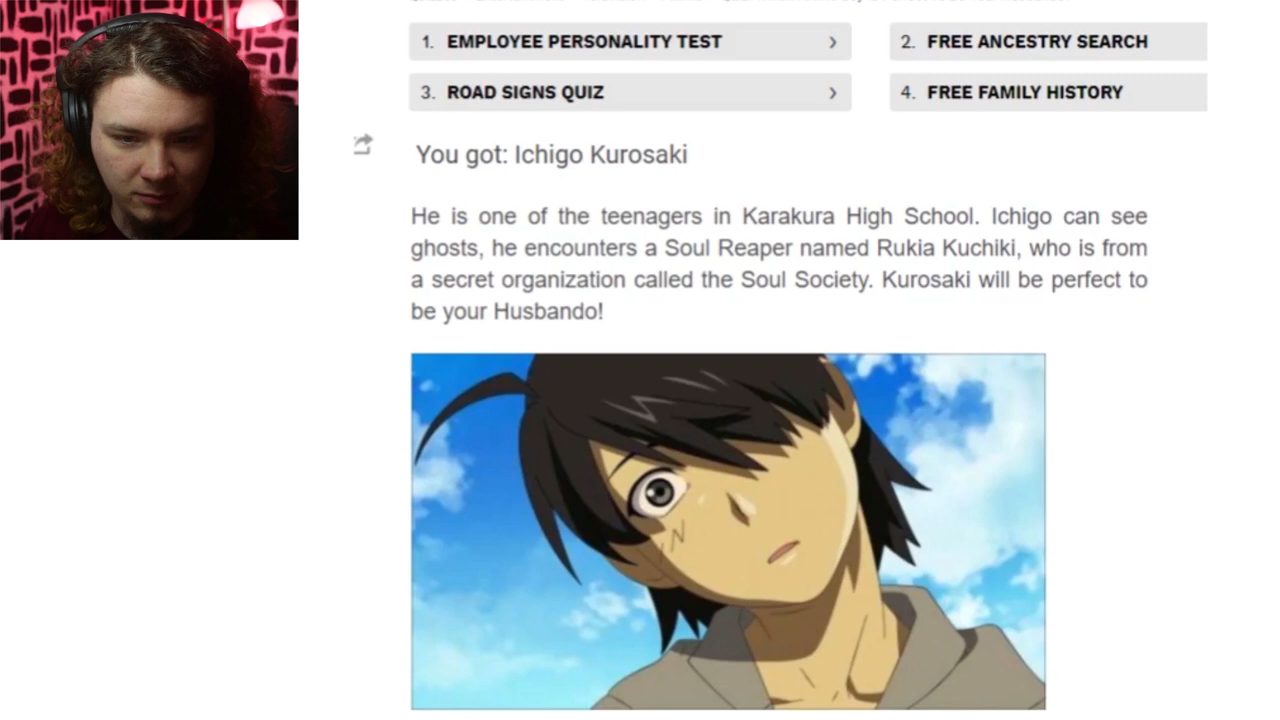 1. EMPLOYEE PERSONALITY TEST
2. FREE ANCESTRY SEARCH
3. ROAD SIGNS QUIZ
4. FREE FAMILY HISTORY
You got: Ichigo Kurosaki
He is one of the teenagers in Karakura High School. Ichigo can see
ghosts, he encounters a Soul Reaper named Rukia Kuchiki, who is from
a secret organization called the Soul Society. Kurosaki will be perfect to
be your Husbando!